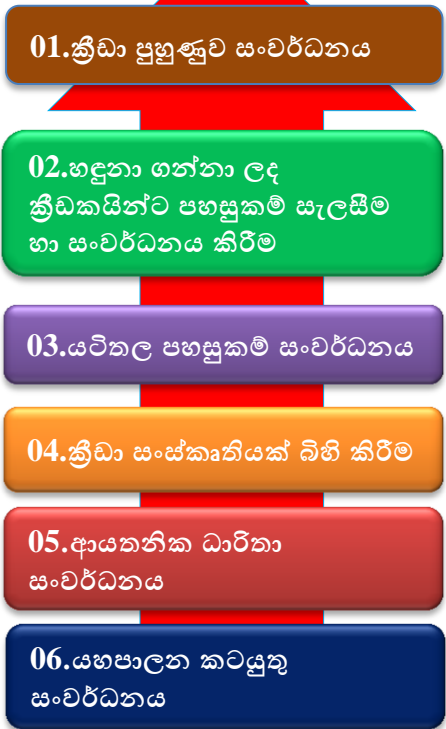 01.ක්‍රීඩා පුහුණුව සංවර්ධනය
02.හඳුනා ගන්නා ලද
ක්‍රීඩකයින්ට පහසුකම් සැලසීම
හා සංවර්ධනය කිරීම
03.යටිතල පහසුකම් සංවර්ධනය
04.ක්‍රීඩා සංස්කෘතියක් බිහි කිරීම
05.ආයතනික ධාරිතා
සංවර්ධනය
06.යහපාලන කටයුතු
සංවර්ධනය